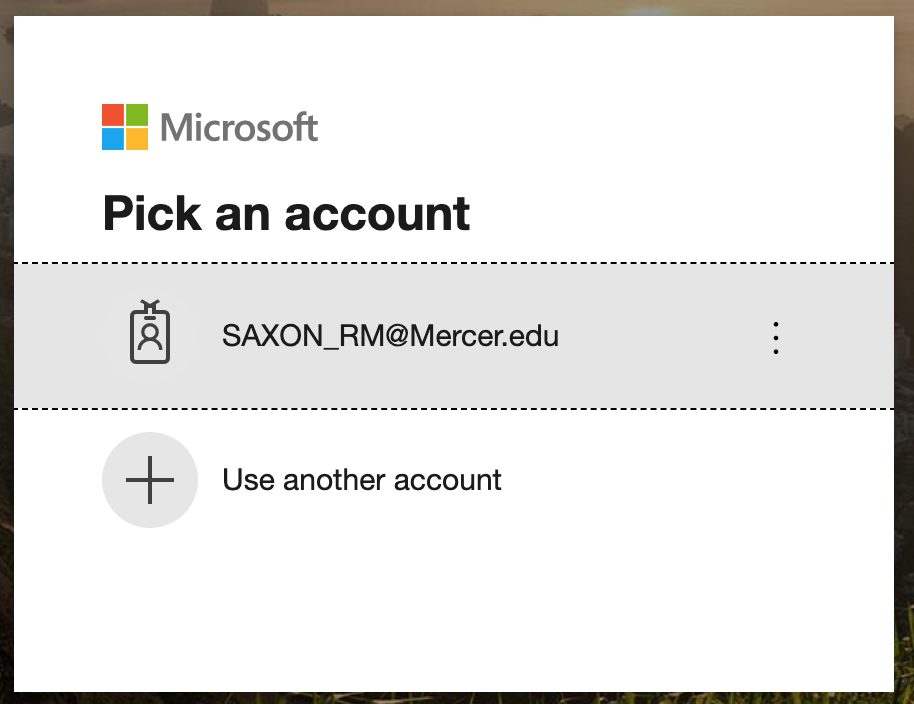 Microsoft
Pick an account
SAXON_RM@Mercer.edu
Use another account